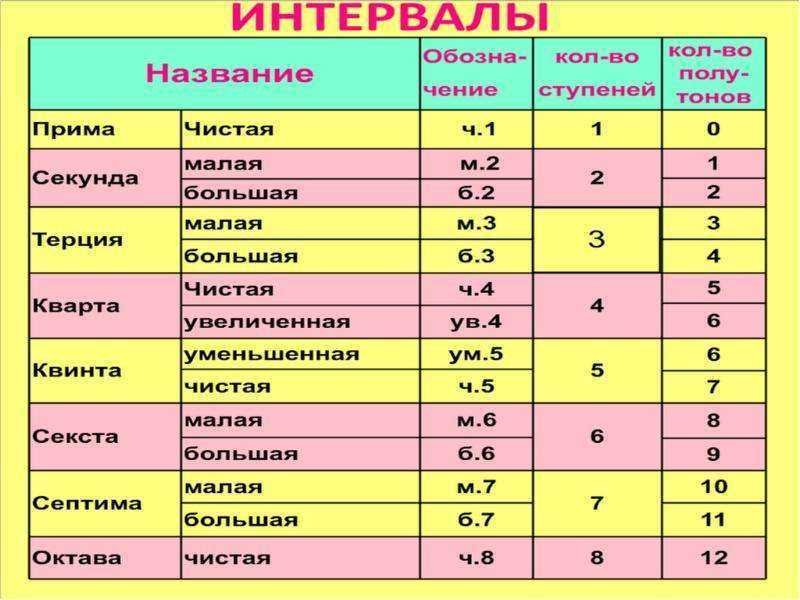 ИНТЕРВАЛЫ
Название Обозна-чение кол-во ступеней кол-во полу-тонов
Прима Чистая ч.1 1 0
Секунда малая м.2 2 1
большая б.2 2
Терция малая м.3 3 3
большая б.3 4
Кварта Чистая ч.4 4 5
увеличенная ув.4 6
Квинта уменьшенная ум.5 5 6
чистая ч.5 7
Секста малая м.6 6 8
большая б.6 9
Септима малая м.7 7 10
большая б.7 11
Октава чистая ч.8 8 12